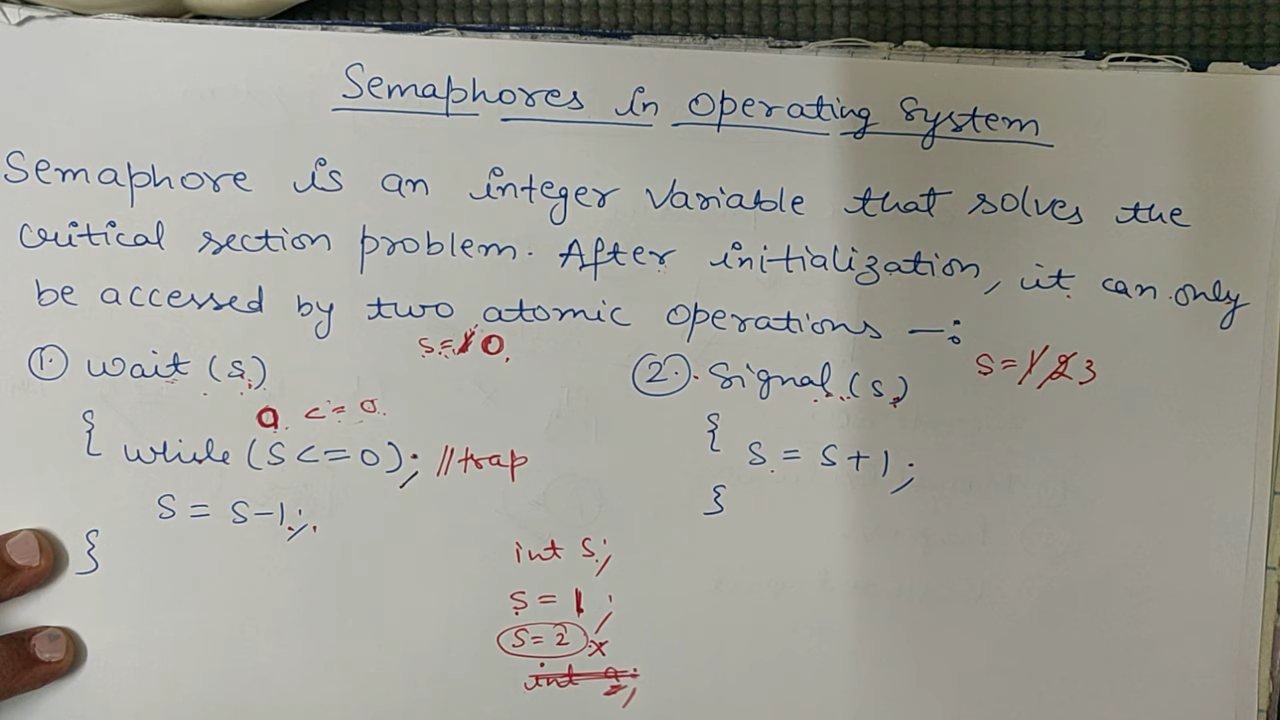 Semaphores in Operating System
Semaphore is an integer variable that solves the
critical section problem. After initialization, it can only
be accessed by two atomic operations —:
S=1 0
① wait (s)
② Signal (s)
S=1 2 3
0 <= 0
{ while (S<=0); //trap
S = S-1;
}
{
S = S+1;
}
int S;
S = 1;
S=2 x
int a;